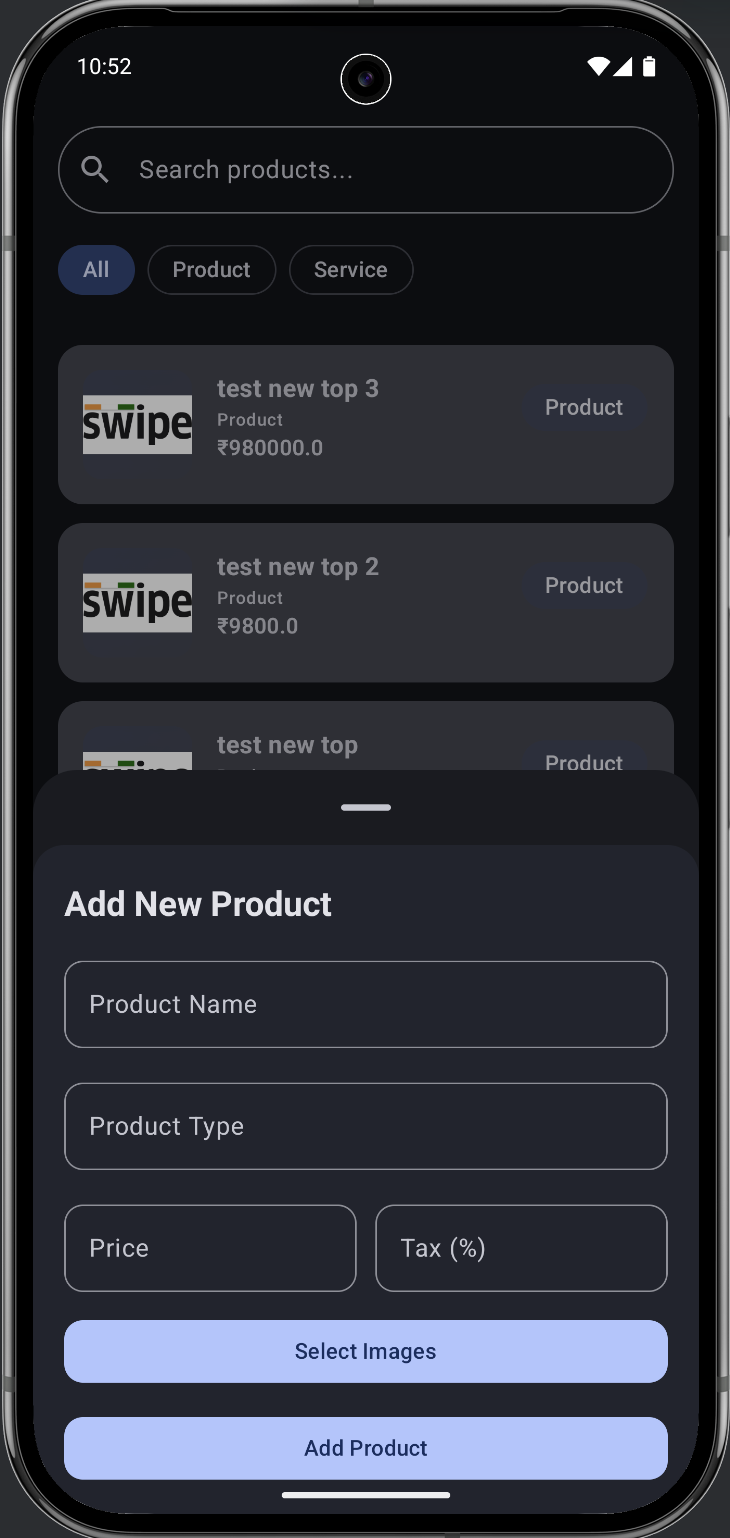 10:52
Search products...
All
Product
Service
swipe
test new top 3
Product
₹980000.0
Product
swipe
test new top 2
Product
₹9800.0
Product
test new top
Product
Add New Product
Product Name
Product Type
Price
Tax (%)
Select Images
Add Product